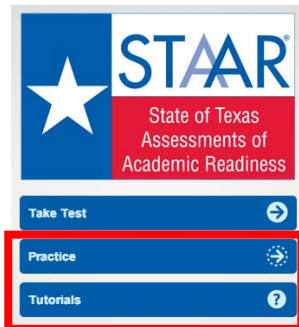 STAAR®
State of Texas
Assessments of
Academic Readiness
Take Test
Practice
Tutorials
?